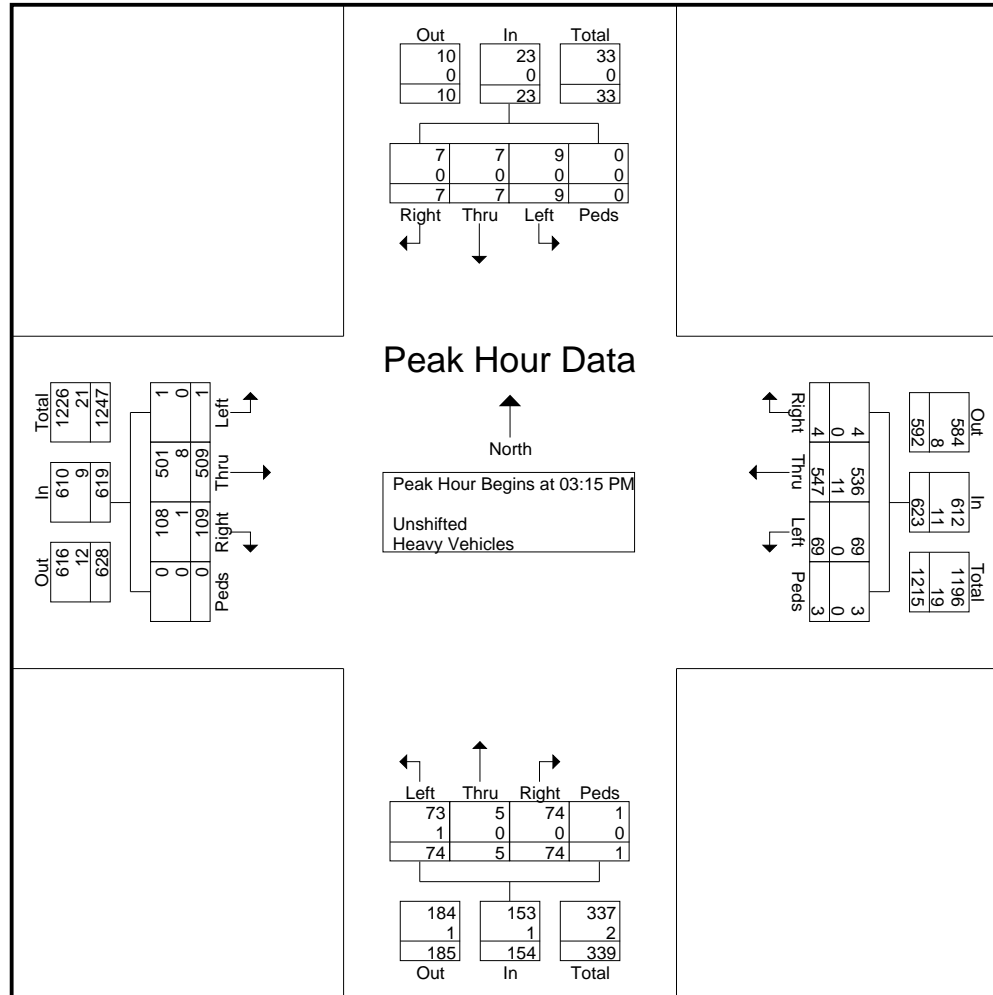 Out In Total
10 23 33
0 0 0
10 23 33
7 7 9 0
0 0 0 0
7 7 9 0
Right Thru Left Peds
Peak Hour Data
North
Peak Hour Begins at 03:15 PM
Unshifted
Heavy Vehicles
Total
1226
21
1247
In
610
9
619
Out
616
12
628
1
0
1
Left
501
8
509
Thru
108
1
109
Right
0
0
0
Peds
Right
4
0
4
Thru
536
11
547
Left
69
0
69
Peds
3
0
3
Out
584
8
592
In
612
11
623
Total
1196
19
1215
Left Thru Right Peds
73 5 74 1
1 0 0 0
74 5 74 1
184 153 337
1 1 2
185 154 339
Out In Total